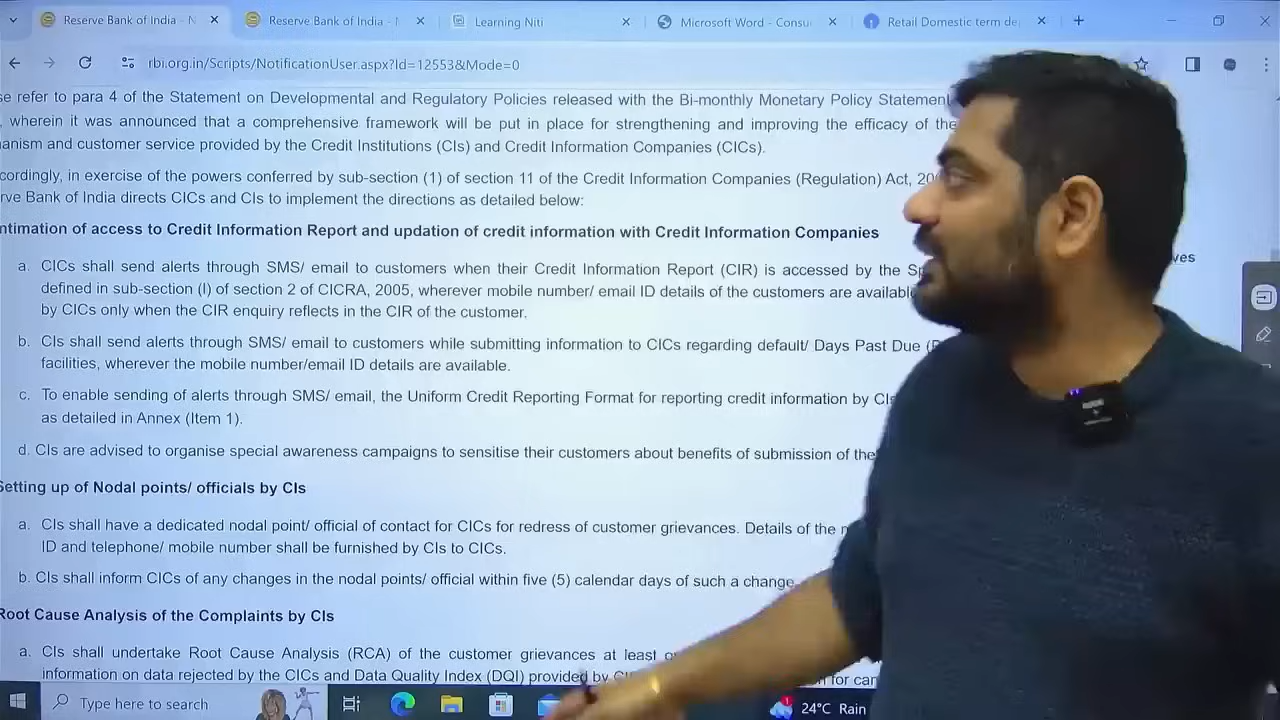 Reserve Bank of India - N
Reserve Bank of India - N
Learning Niti
Microsoft Word - Consu
Retail Domestic term de
rbi.org.in/Scripts/NotificationUser.aspx?Id=12553&Mode=0
se refer to para 4 of the Statement on Developmental and Regulatory Policies released with the Bi-monthly Monetary Policy Statement
, wherein it was announced that a comprehensive framework will be put in place for strengthening and improving the efficacy of the
anism and customer service provided by the Credit Institutions (CIs) and Credit Information Companies (CICs).
cordingly, in exercise of the powers conferred by sub-section (1) of section 11 of the Credit Information Companies (Regulation) Act, 20
rve Bank of India directs CICs and CIs to implement the directions as detailed below:
ntimation of access to Credit Information Report and updation of credit information with Credit Information Companies
a. CICs shall send alerts through SMS/ email to customers when their Credit Information Report (CIR) is accessed by the Sp
ves
defined in sub-section (l) of section 2 of CICRA, 2005, wherever mobile number/ email ID details of the customers are availabl
by CICs only when the CIR enquiry reflects in the CIR of the customer.
b. CIs shall send alerts through SMS/ email to customers while submitting information to CICs regarding default/ Days Past Due (
facilities, wherever the mobile number/email ID details are available.
c. To enable sending of alerts through SMS/ email, the Uniform Credit Reporting Format for reporting credit information by CIs
as detailed in Annex (Item 1).
d. CIs are advised to organise special awareness campaigns to sensitise their customers about benefits of submission of the
Setting up of Nodal points/ officials by CIs
a. CIs shall have a dedicated nodal point/ official of contact for CICs for redress of customer grievances. Details of the n
ID and telephone/ mobile number shall be furnished by CIs to CICs.
b. CIs shall inform CICs of any changes in the nodal points/ official within five (5) calendar days of such a change
Root Cause Analysis of the Complaints by CIs
a. CIs shall undertake Root Cause Analysis (RCA) of the customer grievances at least o
information on data rejected by the CICs and Data Quality Index (DQI) provided by CI
for car
Type here to search
1
24°C Rain